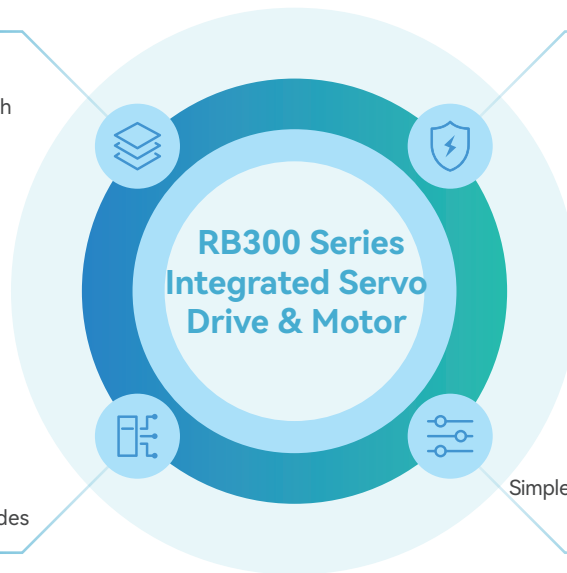 h
RB300 Series
Integrated Servo
Drive & Motor
Simple
des